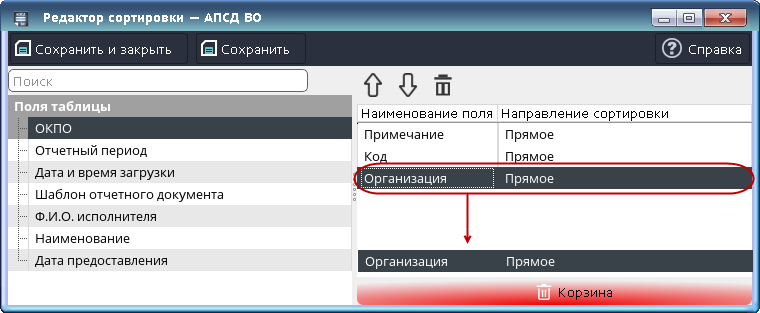 Редактор сортировки — АПСД ВО
Сохранить и закрыть Сохранить Справка
Поиск
Поля таблицы
ОКПО
Отчетный период
Дата и время загрузки
Шаблон отчетного документа
Ф.И.О. исполнителя
Наименование
Дата предоставления
Наименование поля Направление сортировки
Примечание Прямое
Код Прямое
Организация Прямое
Организация Прямое
Корзина